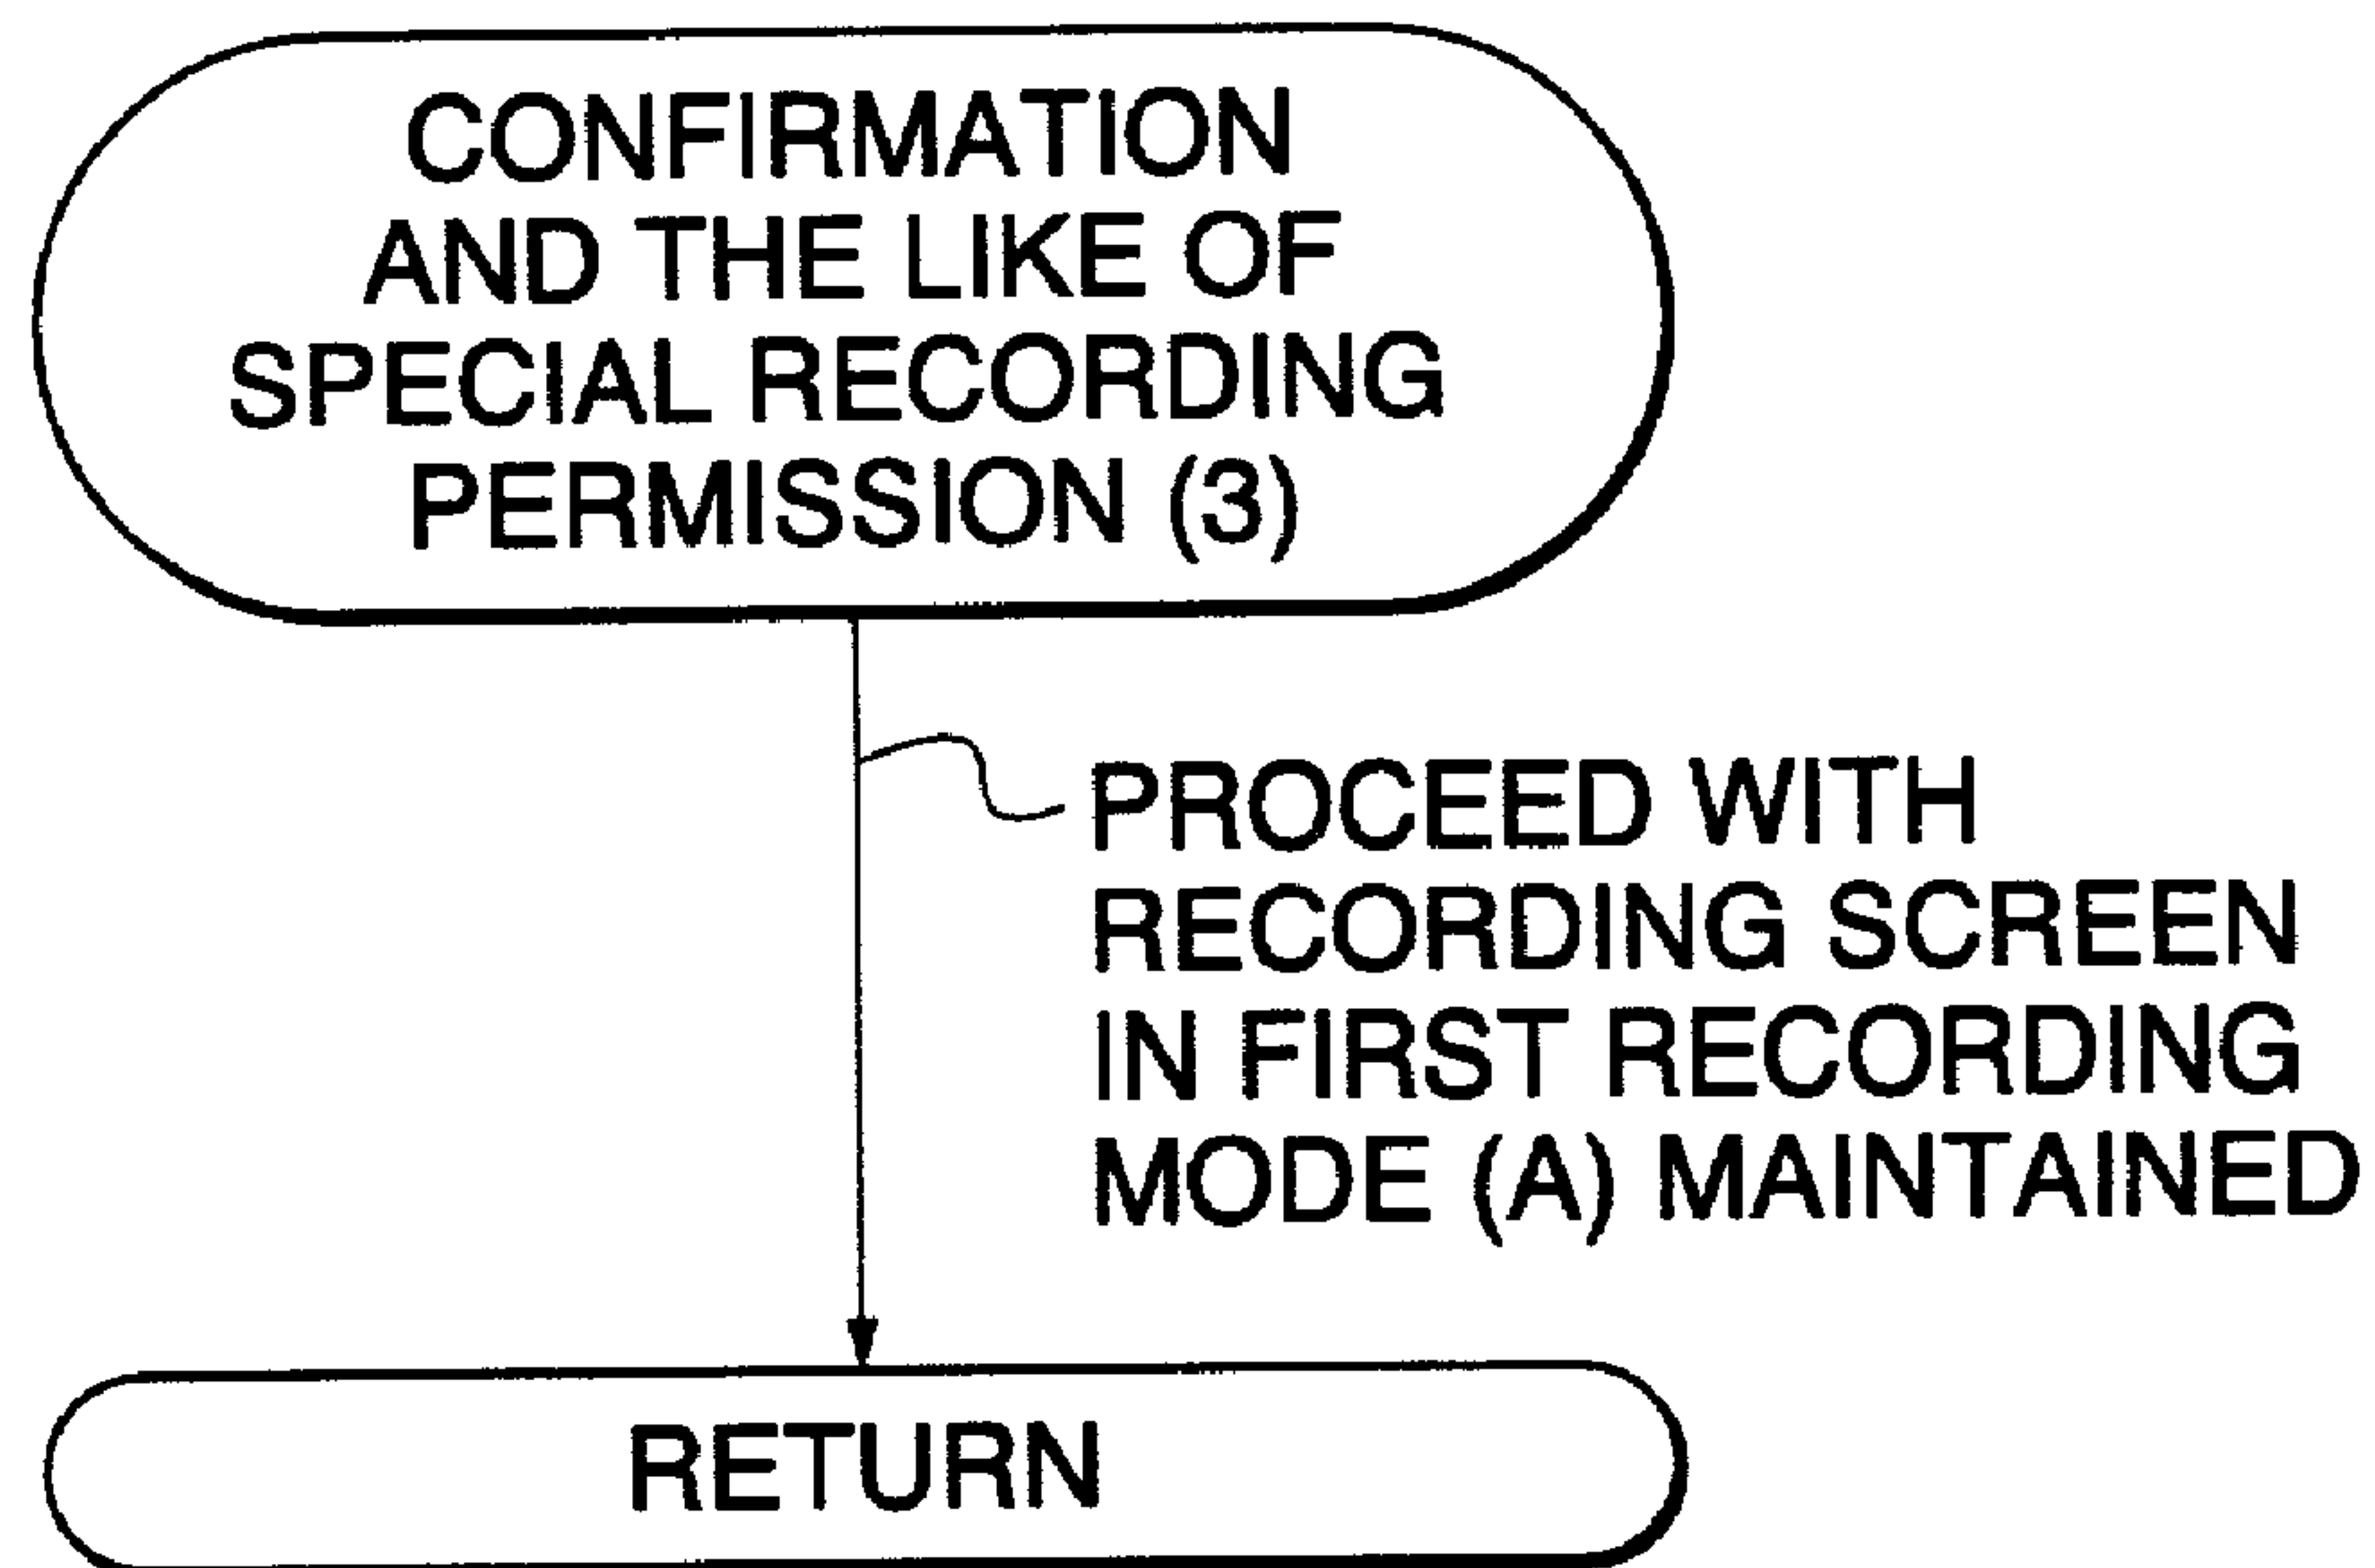 CONFIRMATION
AND THE LIKE OF
SPECIAL RECORDING
PERMISSION (3)
PROCEED WITH
RECORDING SCREEN
IN FIRST RECORDING
MODE (A) MAINTAINED
RETURN